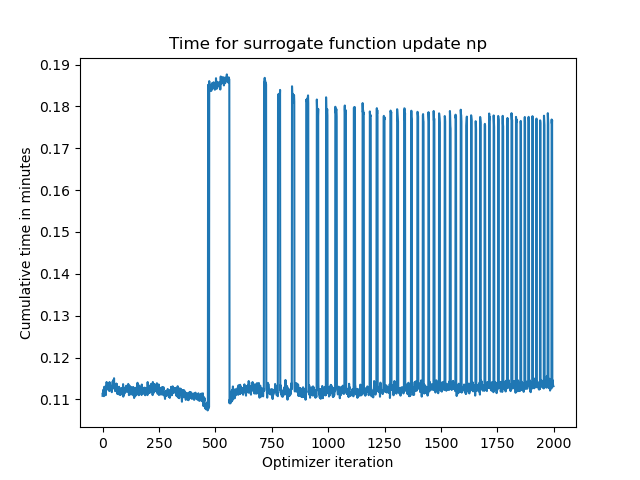 Time for surrogate function update np
Cumulative time in minutes
0.19
0.18
0.17
0.16
0.15
0.14
0.13
0.12
0.11
0 250 500 750 1000 1250 1500 1750 2000
Optimizer iteration